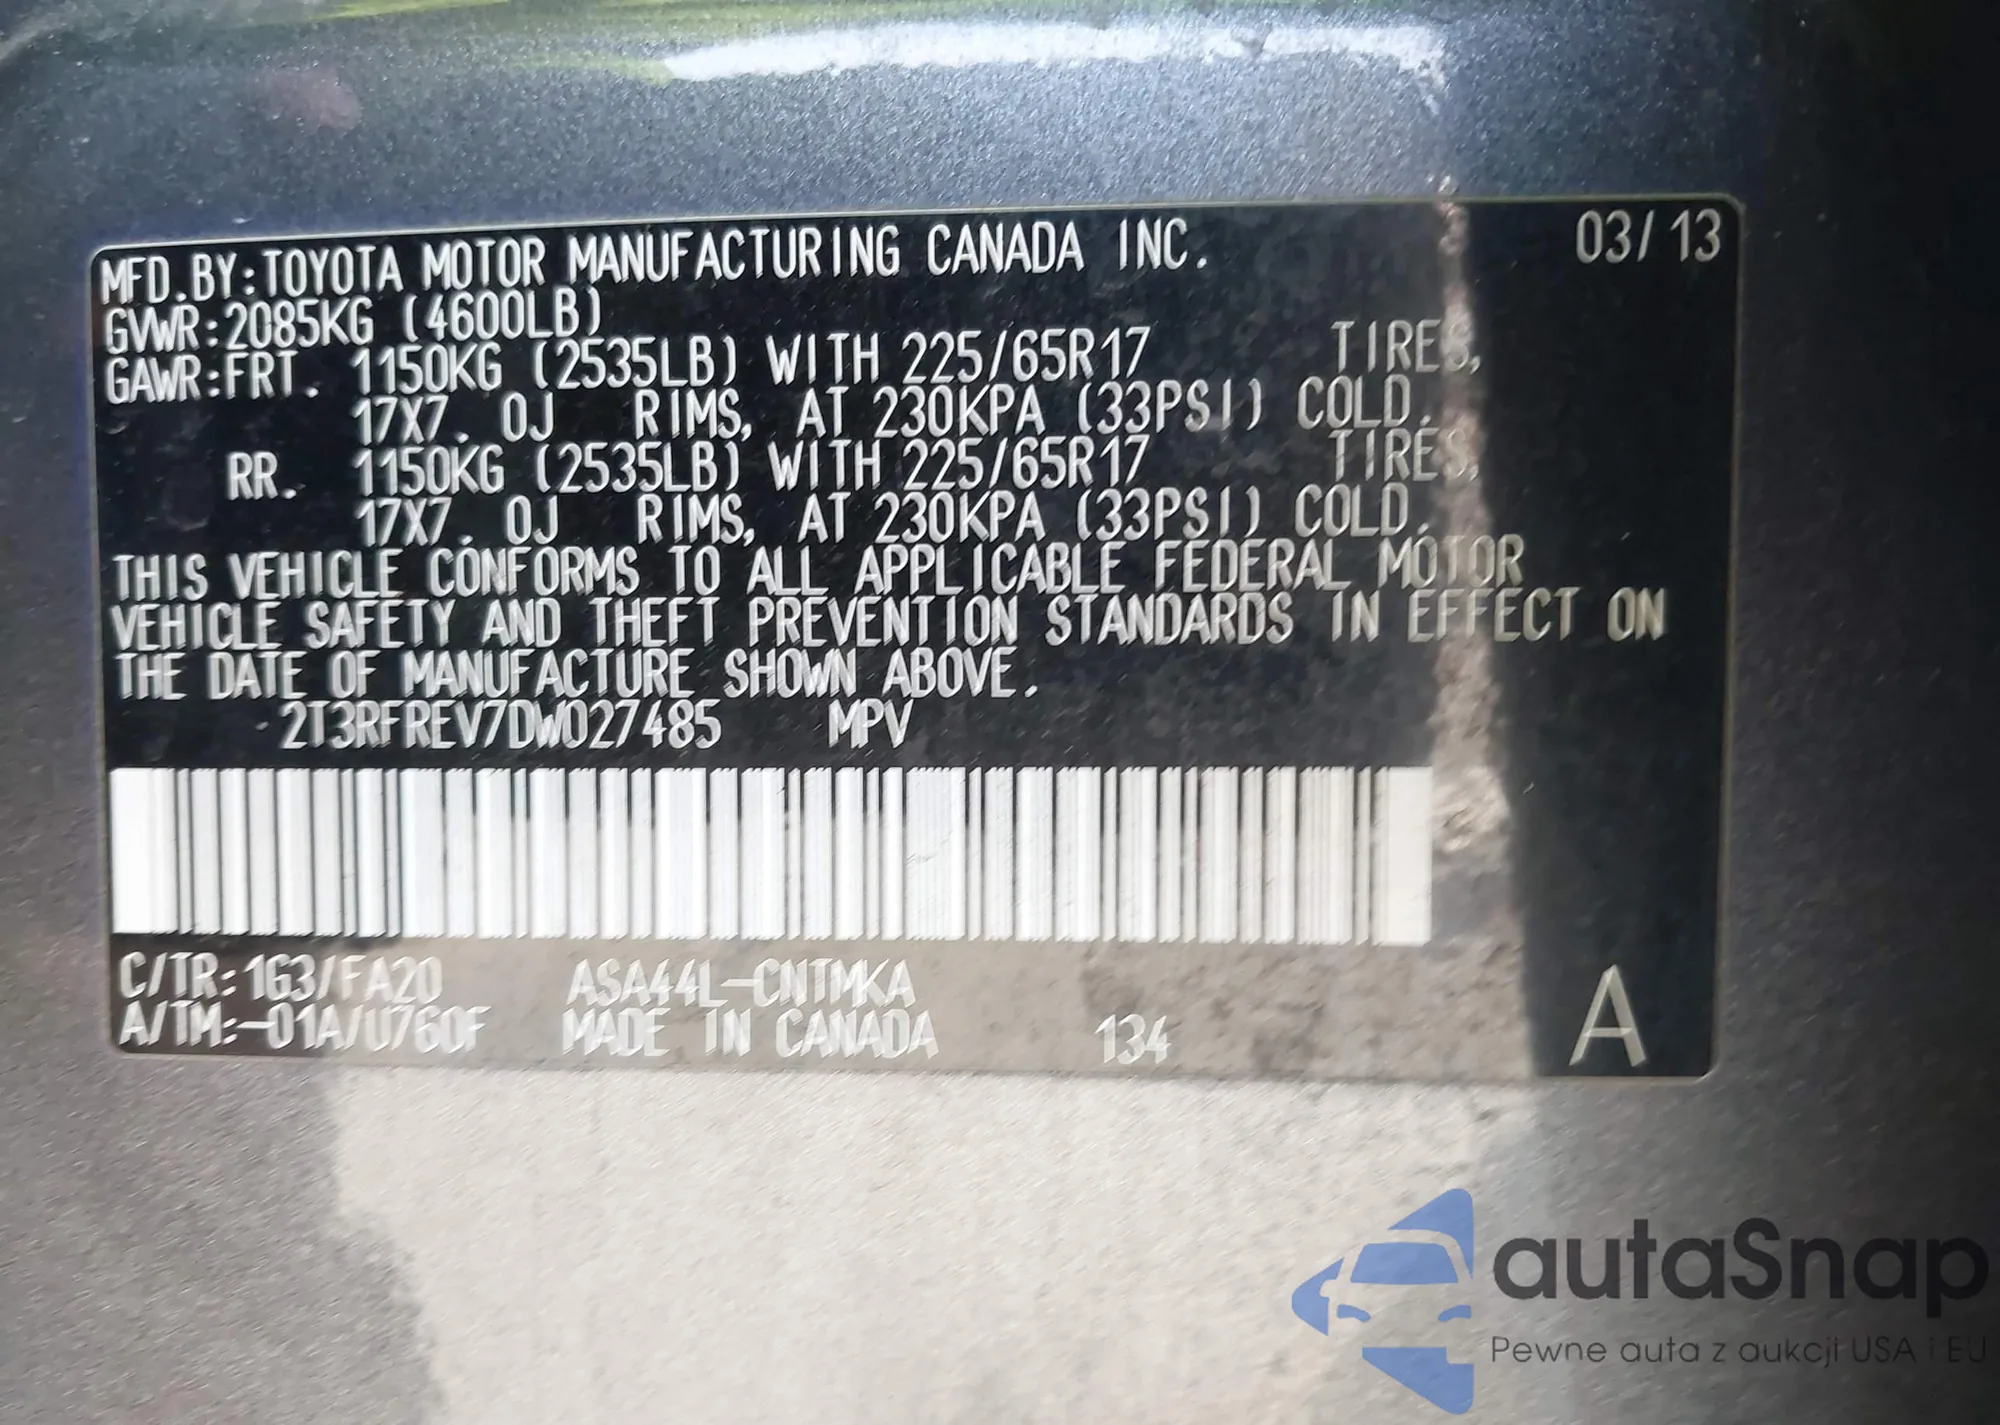 MFD.BY:TOYOTA MOTOR MANUFACTURING CANADA INC. 03/13
GVWR:2085KG (4600LB)
GAWR:FRT. 1150KG (2535LB) WITH 225/65R17 TIRES,
17X7.0J RIMS, AT 230KPA (33PSI) COLD.
RR. 1150KG (2535LB) WITH 225/65R17 TIRES,
17X7.0J RIMS, AT 230KPA (33PSI) COLD.
THIS VEHICLE CONFORMS TO ALL APPLICABLE FEDERAL MOTOR
VEHICLE SAFETY AND THEFT PREVENTION STANDARDS IN EFFECT ON
THE DATE OF MANUFACTURE SHOWN ABOVE.
2T3RFREV7DW027485 MPV
C/TR:1G3/FA20 ASA44L-CNTMKA
A/TM:-01A/U760F MADE IN CANADA 134 A
autaSnap
Pewne auta z aukcji USA i EU